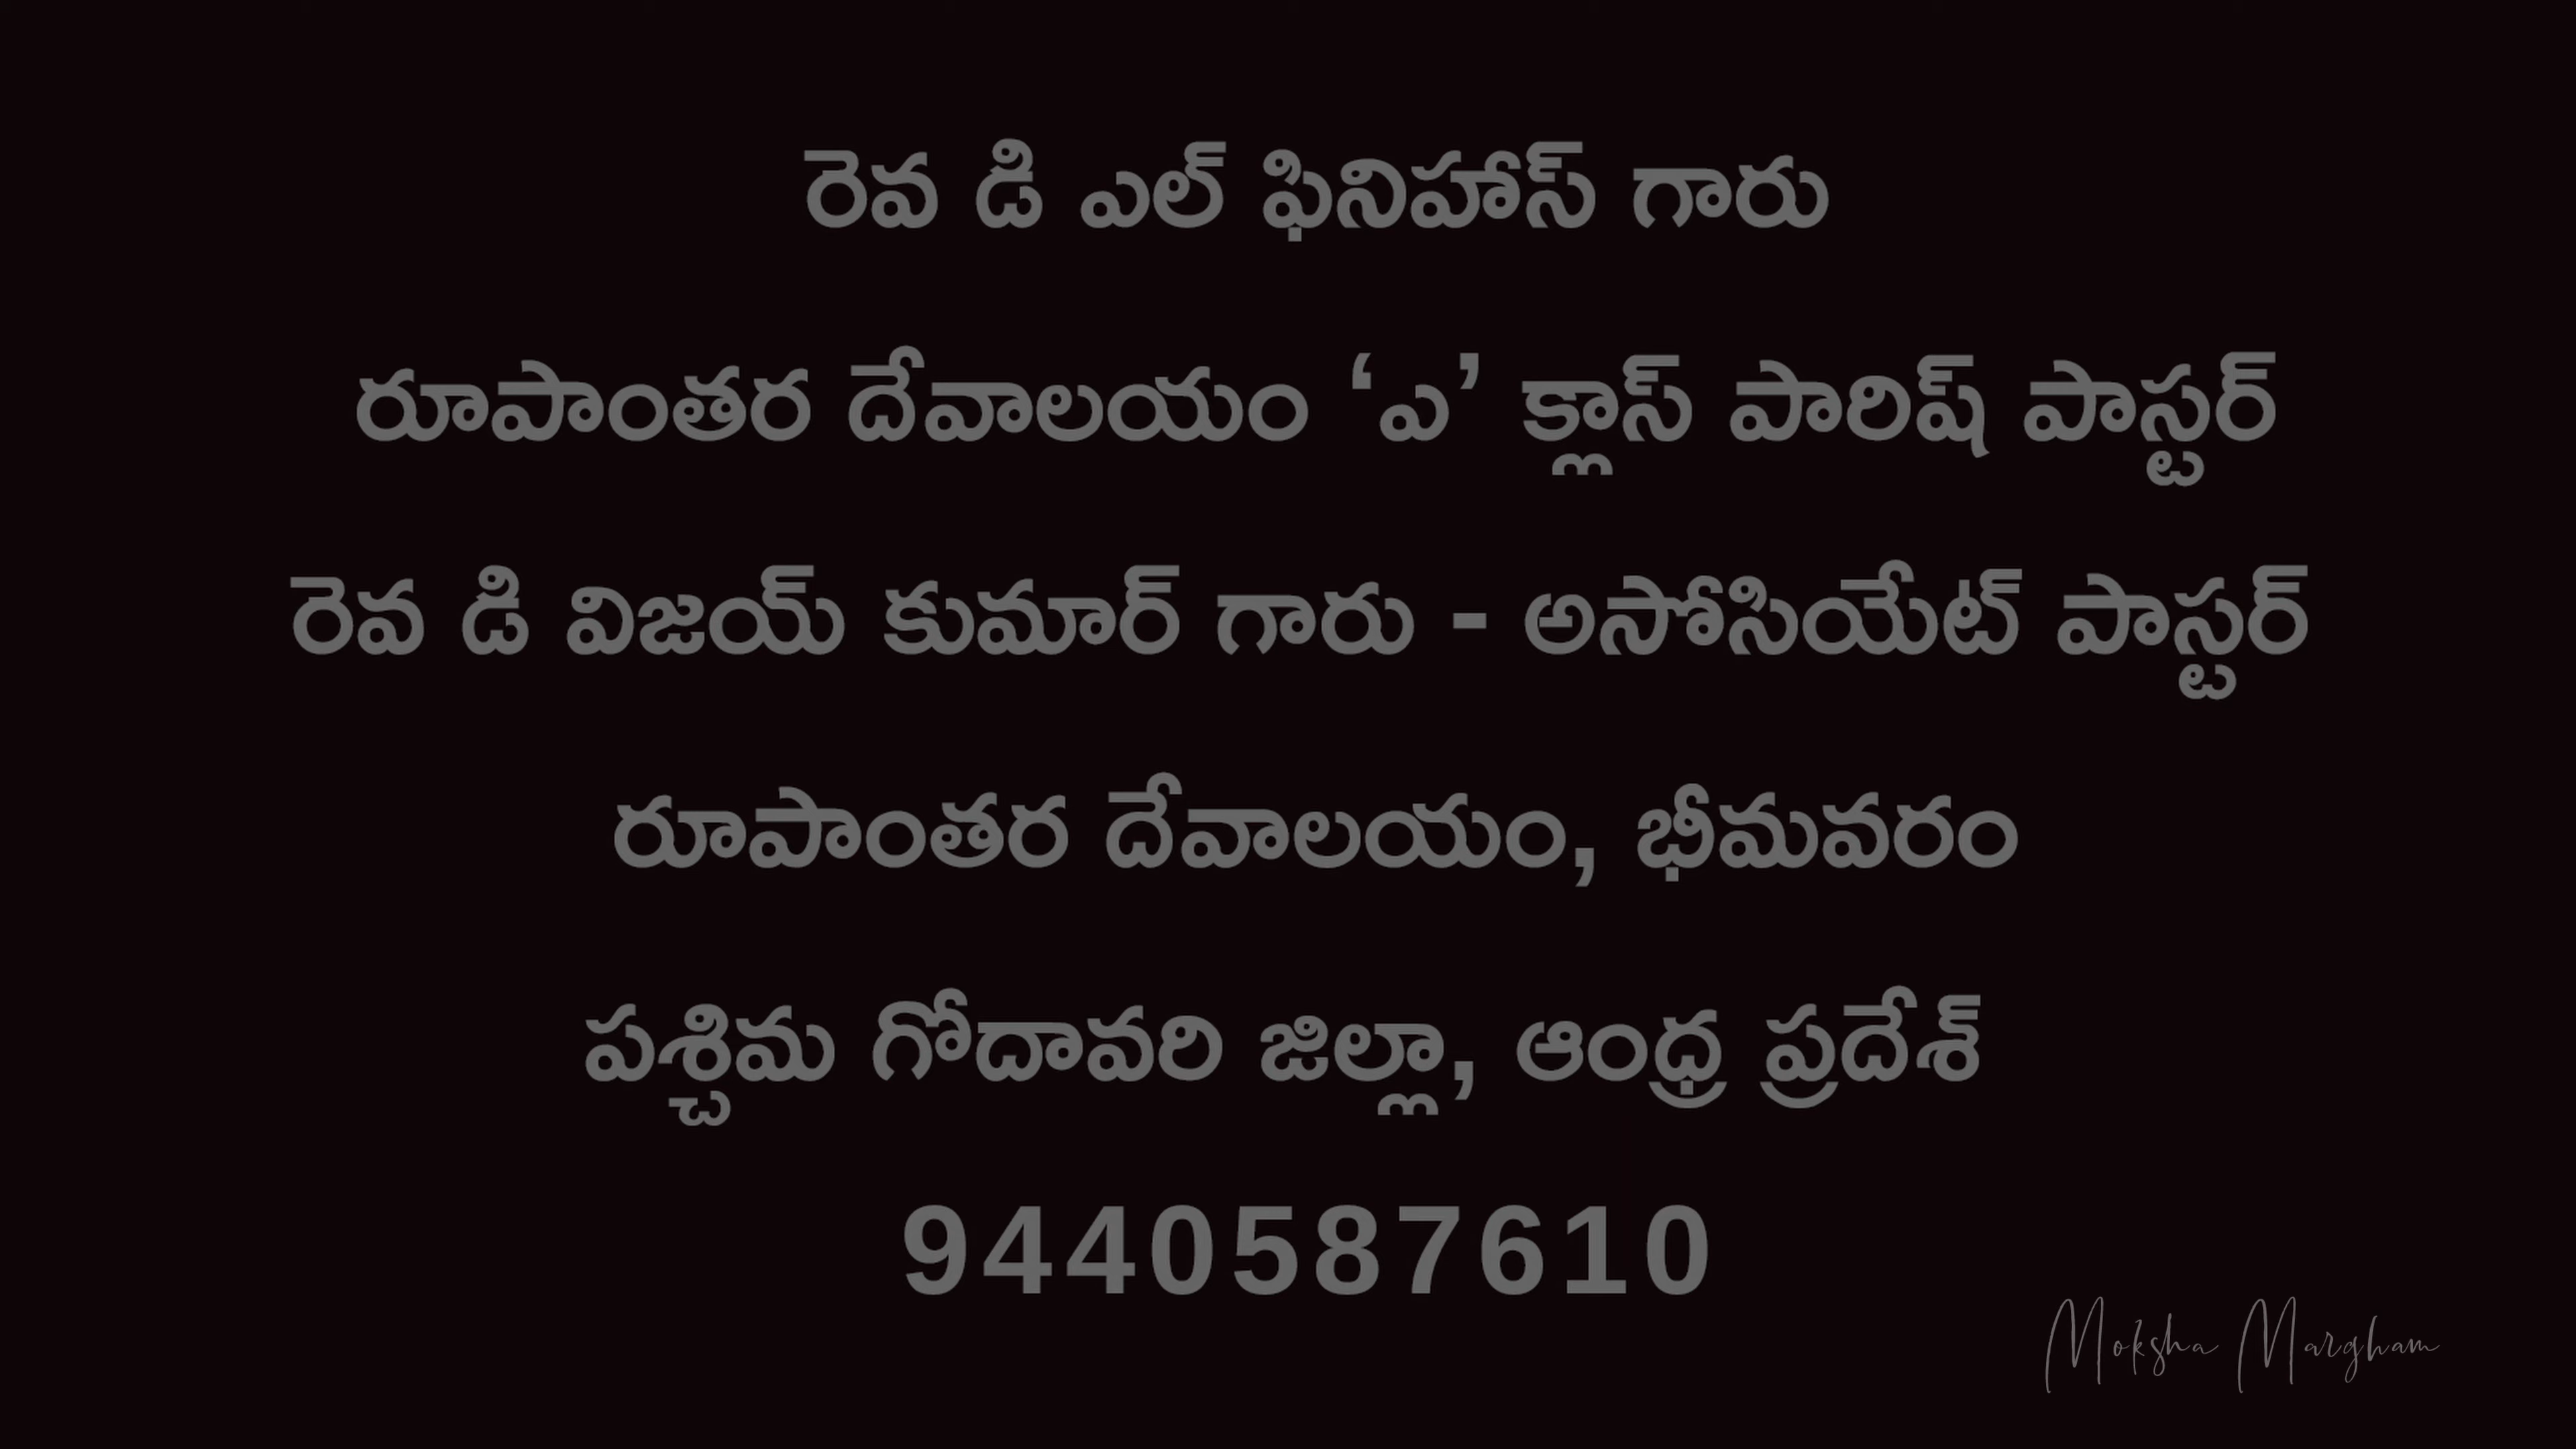 రెవ డి ఎల్ ఫినిహాస్ గారు
రూపాంతర దేవాలయం ‘ఎ’ క్లాస్ పారిష్ పాస్టర్
రెవ డి విజయ్ కుమార్ గారు - అసోసియేట్ పాస్టర్
రూపాంతర దేవాలయం, భీమవరం
పశ్చిమ గోదావరి జిల్లా, ఆంధ్ర ప్రదేశ్
9440587610
Moksha Margham